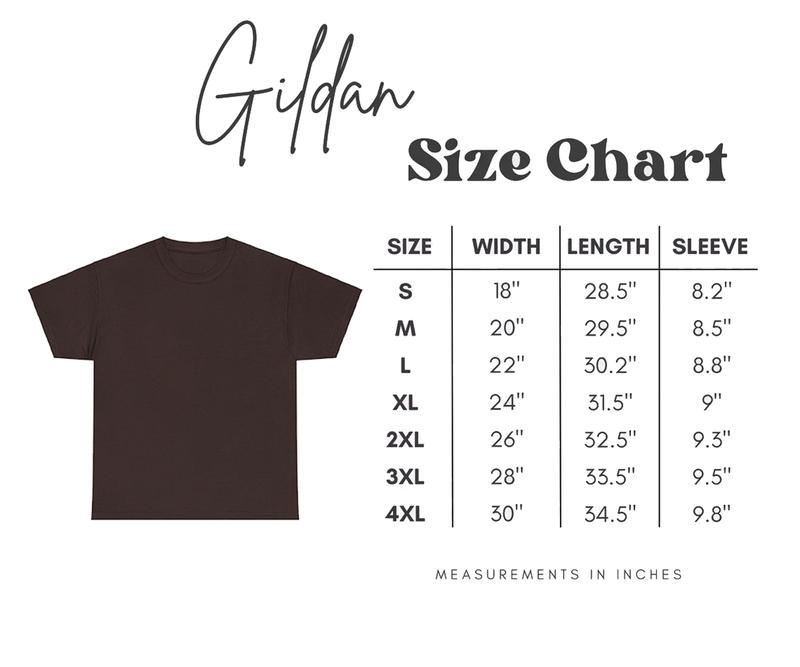 Gildan
Size Chart
SIZE WIDTH LENGTH SLEEVE
S 18" 28.5" 8.2"
M 20" 29.5" 8.5"
L 22" 30.2" 8.8"
XL 24" 31.5" 9"
2XL 26" 32.5" 9.3"
3XL 28" 33.5" 9.5"
4XL 30" 34.5" 9.8"
MEASUREMENTS IN INCHES